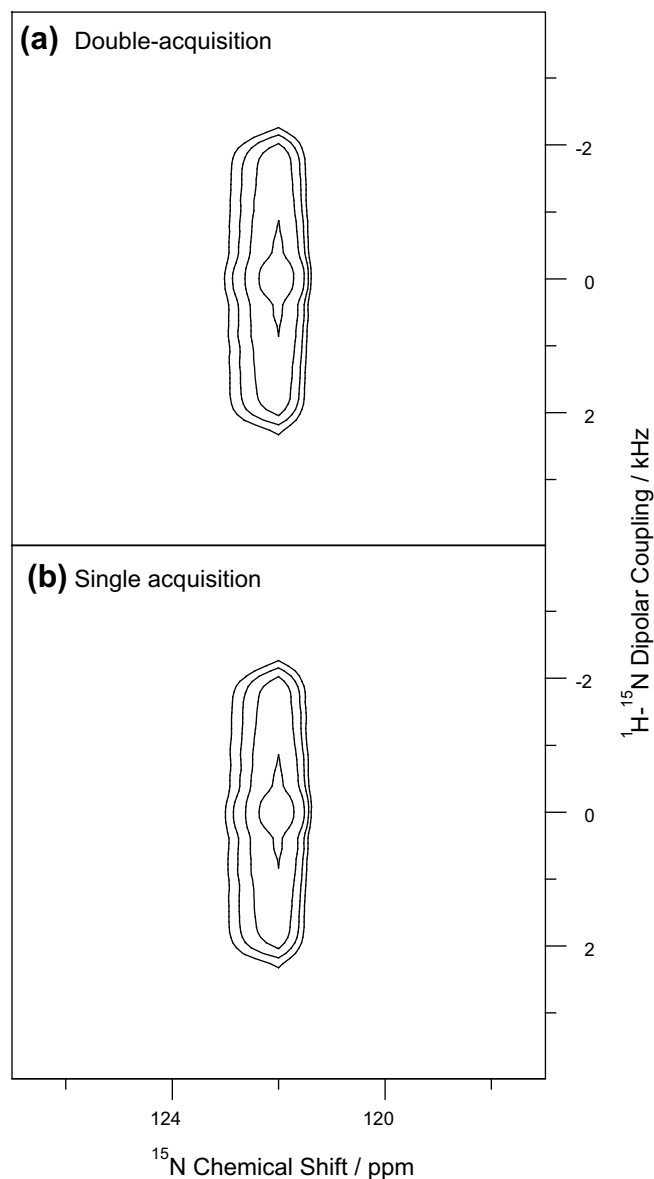 (a) Double-acquisition
-2
0
2
(b) Single acquisition
-2
0
2
¹H-¹⁵N Dipolar Coupling / kHz
124 120
¹⁵N Chemical Shift / ppm